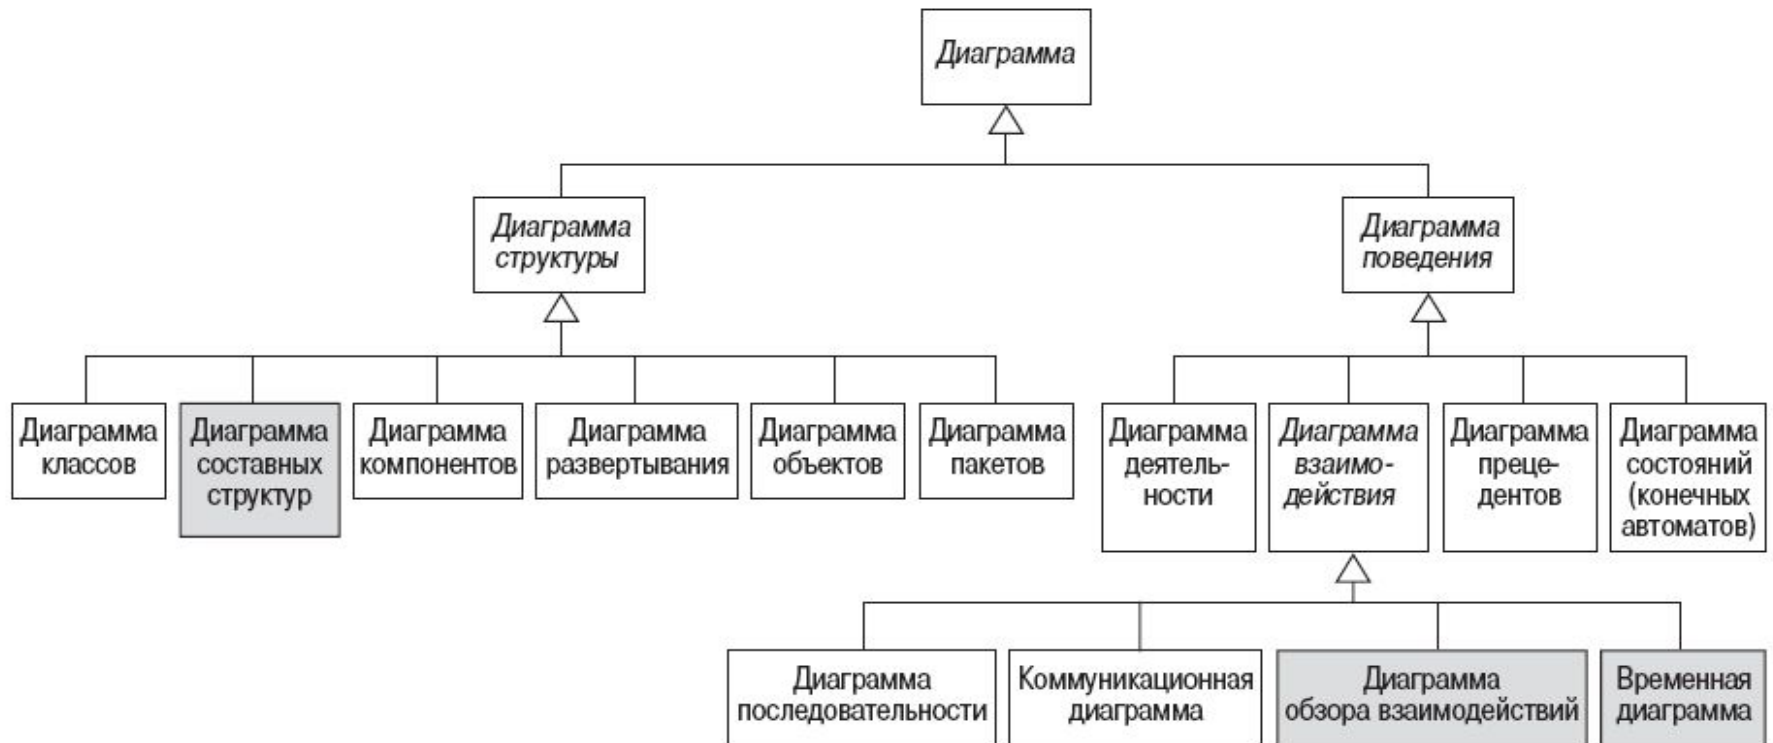 Диаграмма
Диаграмма
структуры
Диаграмма
поведения
Диаграмма
классов
Диаграмма
составных
структур
Диаграмма
компонентов
Диаграмма
развертывания
Диаграмма
объектов
Диаграмма
пакетов
Диаграмма
деятель-
ности
Диаграмма
взаимо-
действия
Диаграмма
преце-
дентов
Диаграмма
состояний
(конечных
автоматов)
Диаграмма
последовательности
Коммуникационная
диаграмма
Диаграмма
обзора взаимодействий
Временная
диаграмма